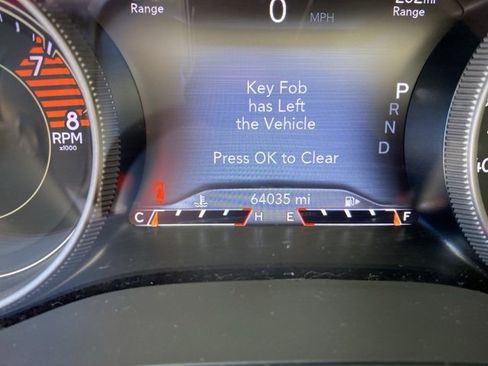 Range
0 MPH
mi
Range
7
8
RPM
x1000
Key Fob
has Left
the Vehicle
Press OK to Clear
P
R
N
D
64035 mi
C H E F